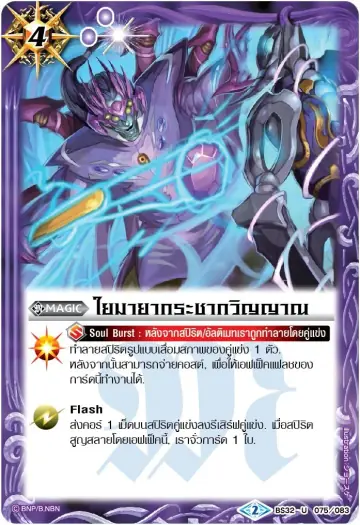 4
MAGIC ใยมายากระชากวิญญาณ
S Soul Burst : หลังจากสปิริต/อัลติเมทเราถูกทำลายโดยคู่แข่ง
ทำลายสปิริตรูปแบบเสื่อมสภาพของคู่แข่ง 1 ตัว.
หลังจากนั้นสามารถจ่ายคอสต์, เพื่อให้เอฟเฟ็คแฟลชของ
การ์ดนี้ทำงานได้.
Flash
ส่งคอร์ 1 เม็ดบนสปิริตคู่แข่งลงรีเสิร์ฟคู่แข่ง. เมื่อสปิริต
สูญสลายโดยเอฟเฟ็คนี้, เราจั่วการ์ด 1 ใบ.
© BNP/B,NBN
2 BS32-U 075/083